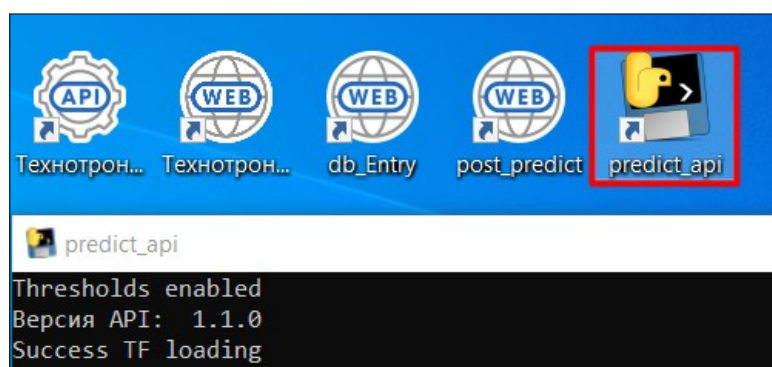 API
WEB
WEB
WEB
Технотрон...
Технотрон...
db_Entry
post_predict
predict_api
predict_api
Thresholds enabled
Версия API:  1.1.0
Success TF loading